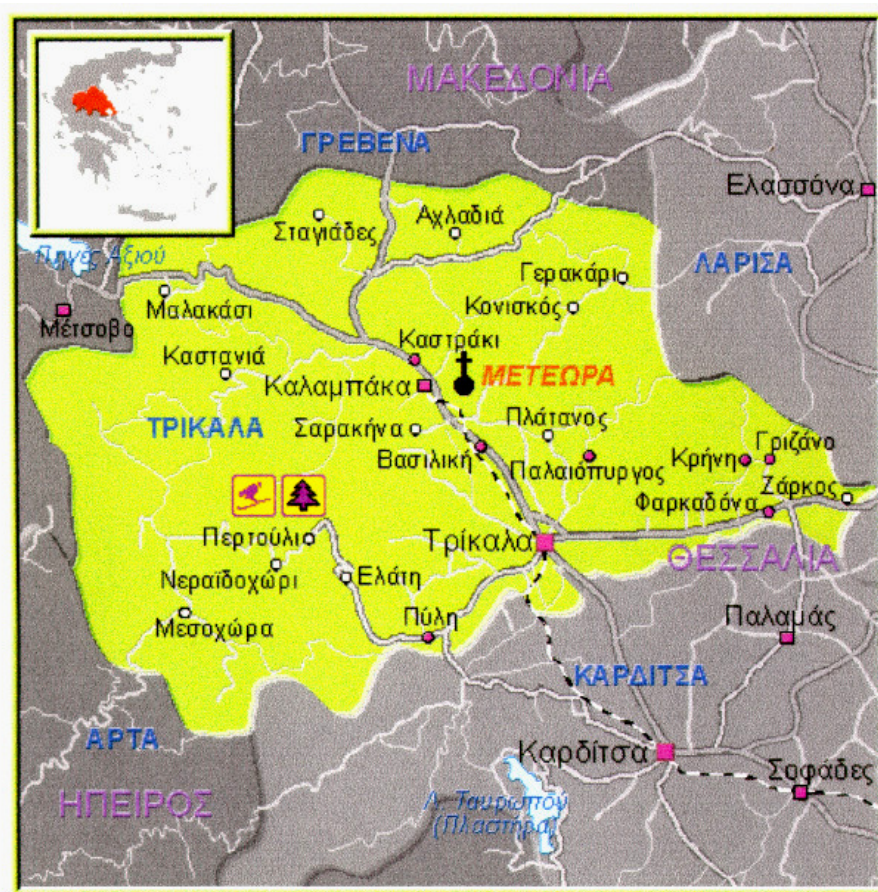 ΜΑΚΕΔΟΝΙΑ
ΓΡΕΒΕΝΑ
Ελασσόνα
Αχλαδιά
Σταγιάδες
Πηγές Αξιού
ΛΑΡΙΣΑ
Γερακάρι
Μαλακάσι
Κονισκός
Μέτσοβο
Καστράκι
Καστανιά
Καλαμπάκα
ΜΕΤΕΩΡΑ
ΤΡΙΚΑΛΑ
Σαρακήνα
Πλάτανος
Βασιλική
Παλαιόπυργος
Κρήνη
Γριζάνο
Ζάρκος
Φαρκαδόνα
Περτούλι
Τρίκαλα
ΘΕΣΣΑΛΙΑ
Νεραϊδοχώρι
Ελάτη
Μεσοχώρα
Πύλη
Παλαμάς
ΚΑΡΔΙΤΣΑ
ΑΡΤΑ
Καρδίτσα
Σοφάδες
ΗΠΕΙΡΟΣ
Λ. Ταυρωπού
(Πλαστήρα)